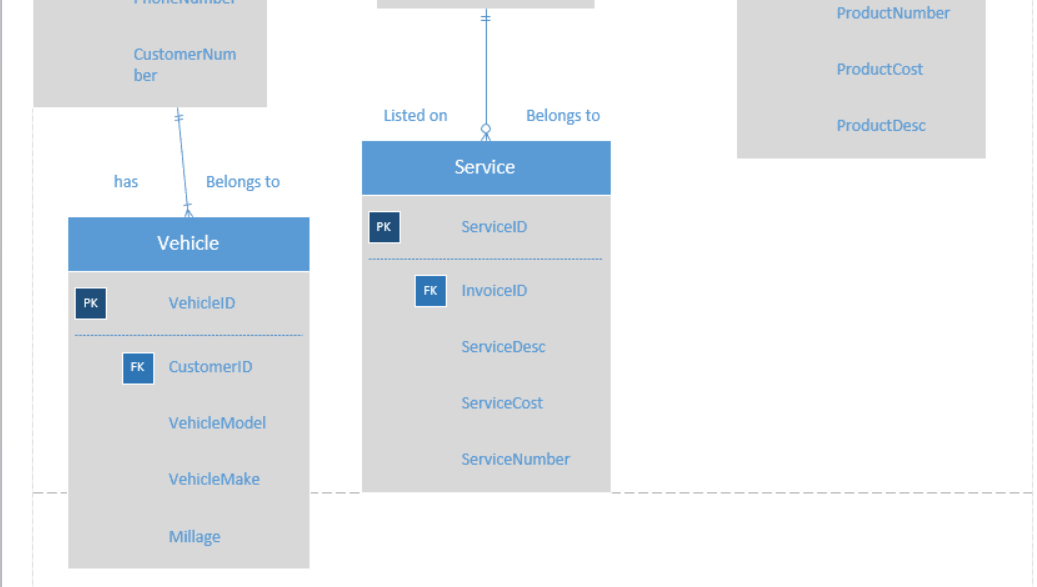 PhoneNumber
CustomerNum
ber
ProductNumber
ProductCost
ProductDesc
Listed on
Belongs to
has
Belongs to
Service
PK
ServiceID
FK
InvoiceID
ServiceDesc
ServiceCost
ServiceNumber
Vehicle
PK
VehicleID
FK
CustomerID
VehicleModel
VehicleMake
Millage